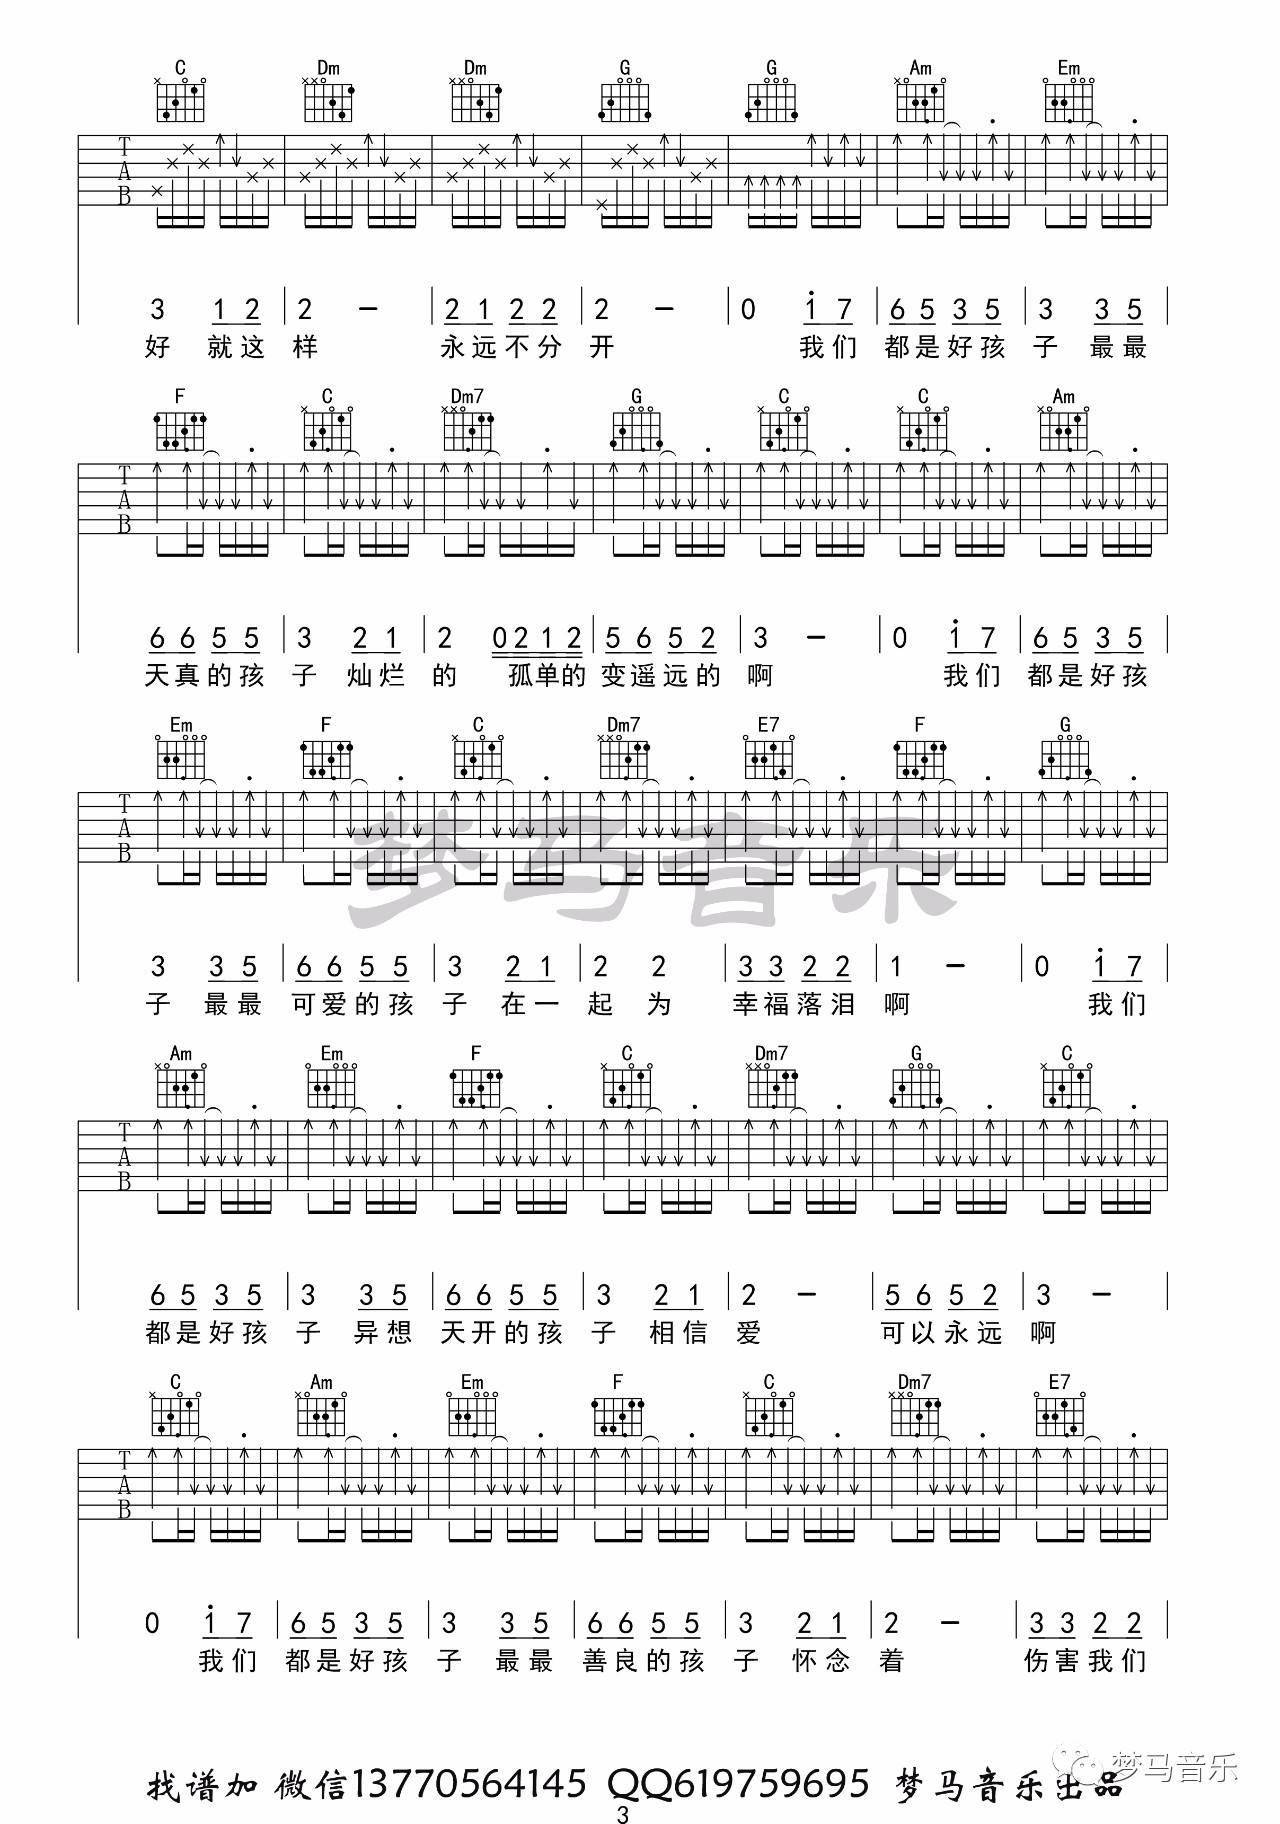 C Dm Dm G G Am Em
T A B
3 1 2 | 2 – | 2 1 2 2 | 2 – | 0 i 7 | 6 5 3 5 | 3 3 5
好 就这 样 永远不分 开 我们 都是好孩 子 最最
F C Dm7 G C C Am
T A B
6 6 5 5 | 3 2 1 | 2 0 2 1 2 | 5 6 5 2 | 3 – | 0 i 7 | 6 5 3 5
天真的孩 子 灿烂 的 孤单的 变遥远的 啊 我们 都是好孩
Em F C Dm7 E7 F G
T A B
3 3 5 | 6 6 5 5 | 3 2 1 | 2 2 | 3 3 2 2 | 1 – | 0 i 7
子 最最 可爱的孩 子 在一 起 为 幸福落泪 啊 我们
梦马音乐
Am Em F C Dm7 G C
T A B
6 5 3 5 | 3 3 5 | 6 6 5 5 | 3 2 1 | 2 – | 5 6 5 2 | 3 –
都是好孩 子 异想 天开的孩 子 相信 爱 可以永远 啊
C Am Em F C Dm7 E7
T A B
0 i 7 | 6 5 3 5 | 3 3 5 | 6 6 5 5 | 3 2 1 | 2 – | 3 3 2 2
我们 都是好孩 子 最最 善良的孩 子 怀念 着 伤害我们
梦马音乐
找谱加 微信13770564145 QQ619759695 梦马音乐出品
3